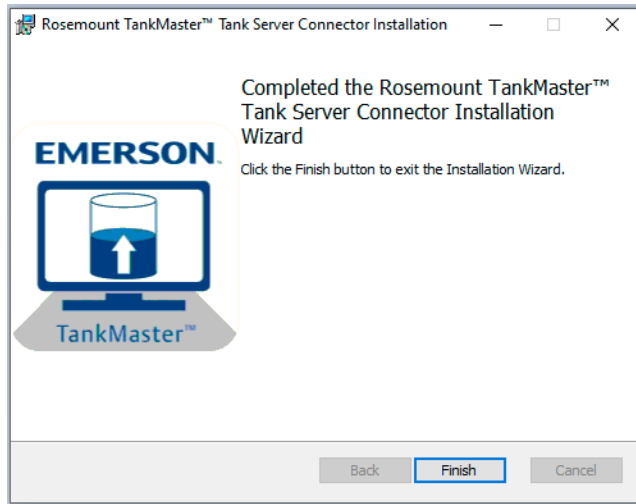 Rosemount TankMaster™ Tank Server Connector Installation
Completed the Rosemount TankMaster™
Tank Server Connector Installation
Wizard
Click the Finish button to exit the Installation Wizard.
EMERSON.
TankMaster™
Back
Finish
Cancel